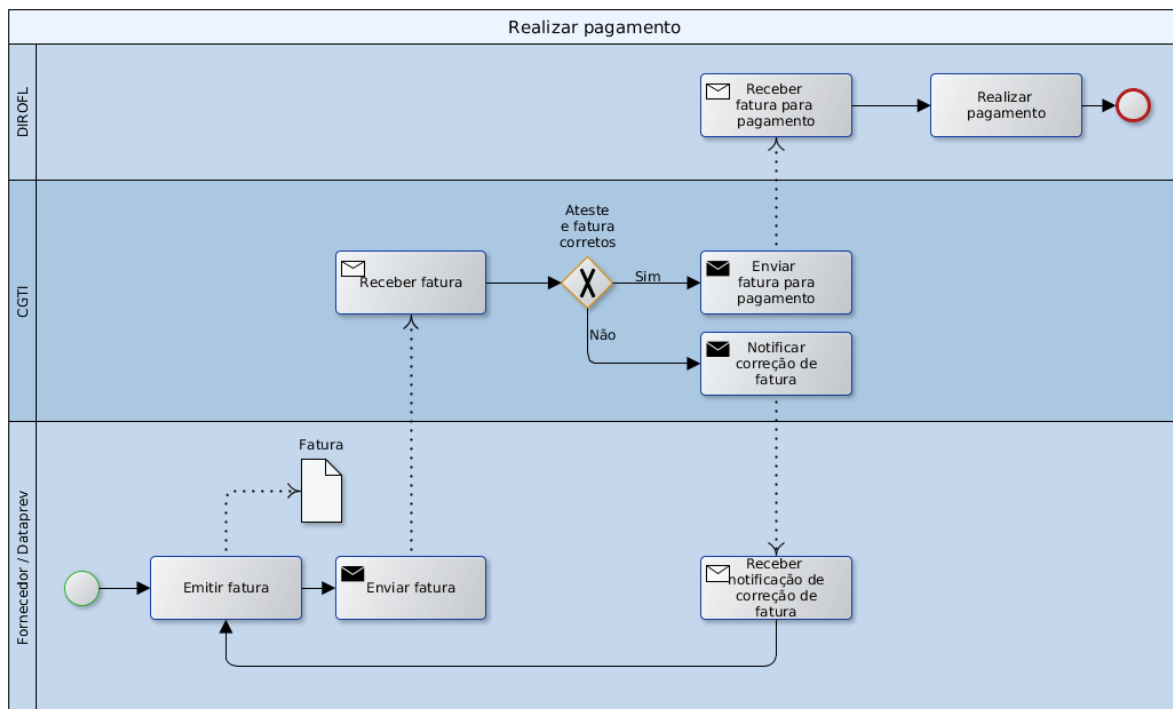 Realizar pagamento
DIROFL
Receber
fatura para
pagamento
Realizar
pagamento
CGTI
Receber fatura
Ateste
e fatura
corretos
Sim
Enviar
fatura para
pagamento
Não
Notificar
correção de
fatura
Fornecedor / Dataprev
Fatura
Emitir fatura
Enviar fatura
Receber
notificação de
correção de
fatura